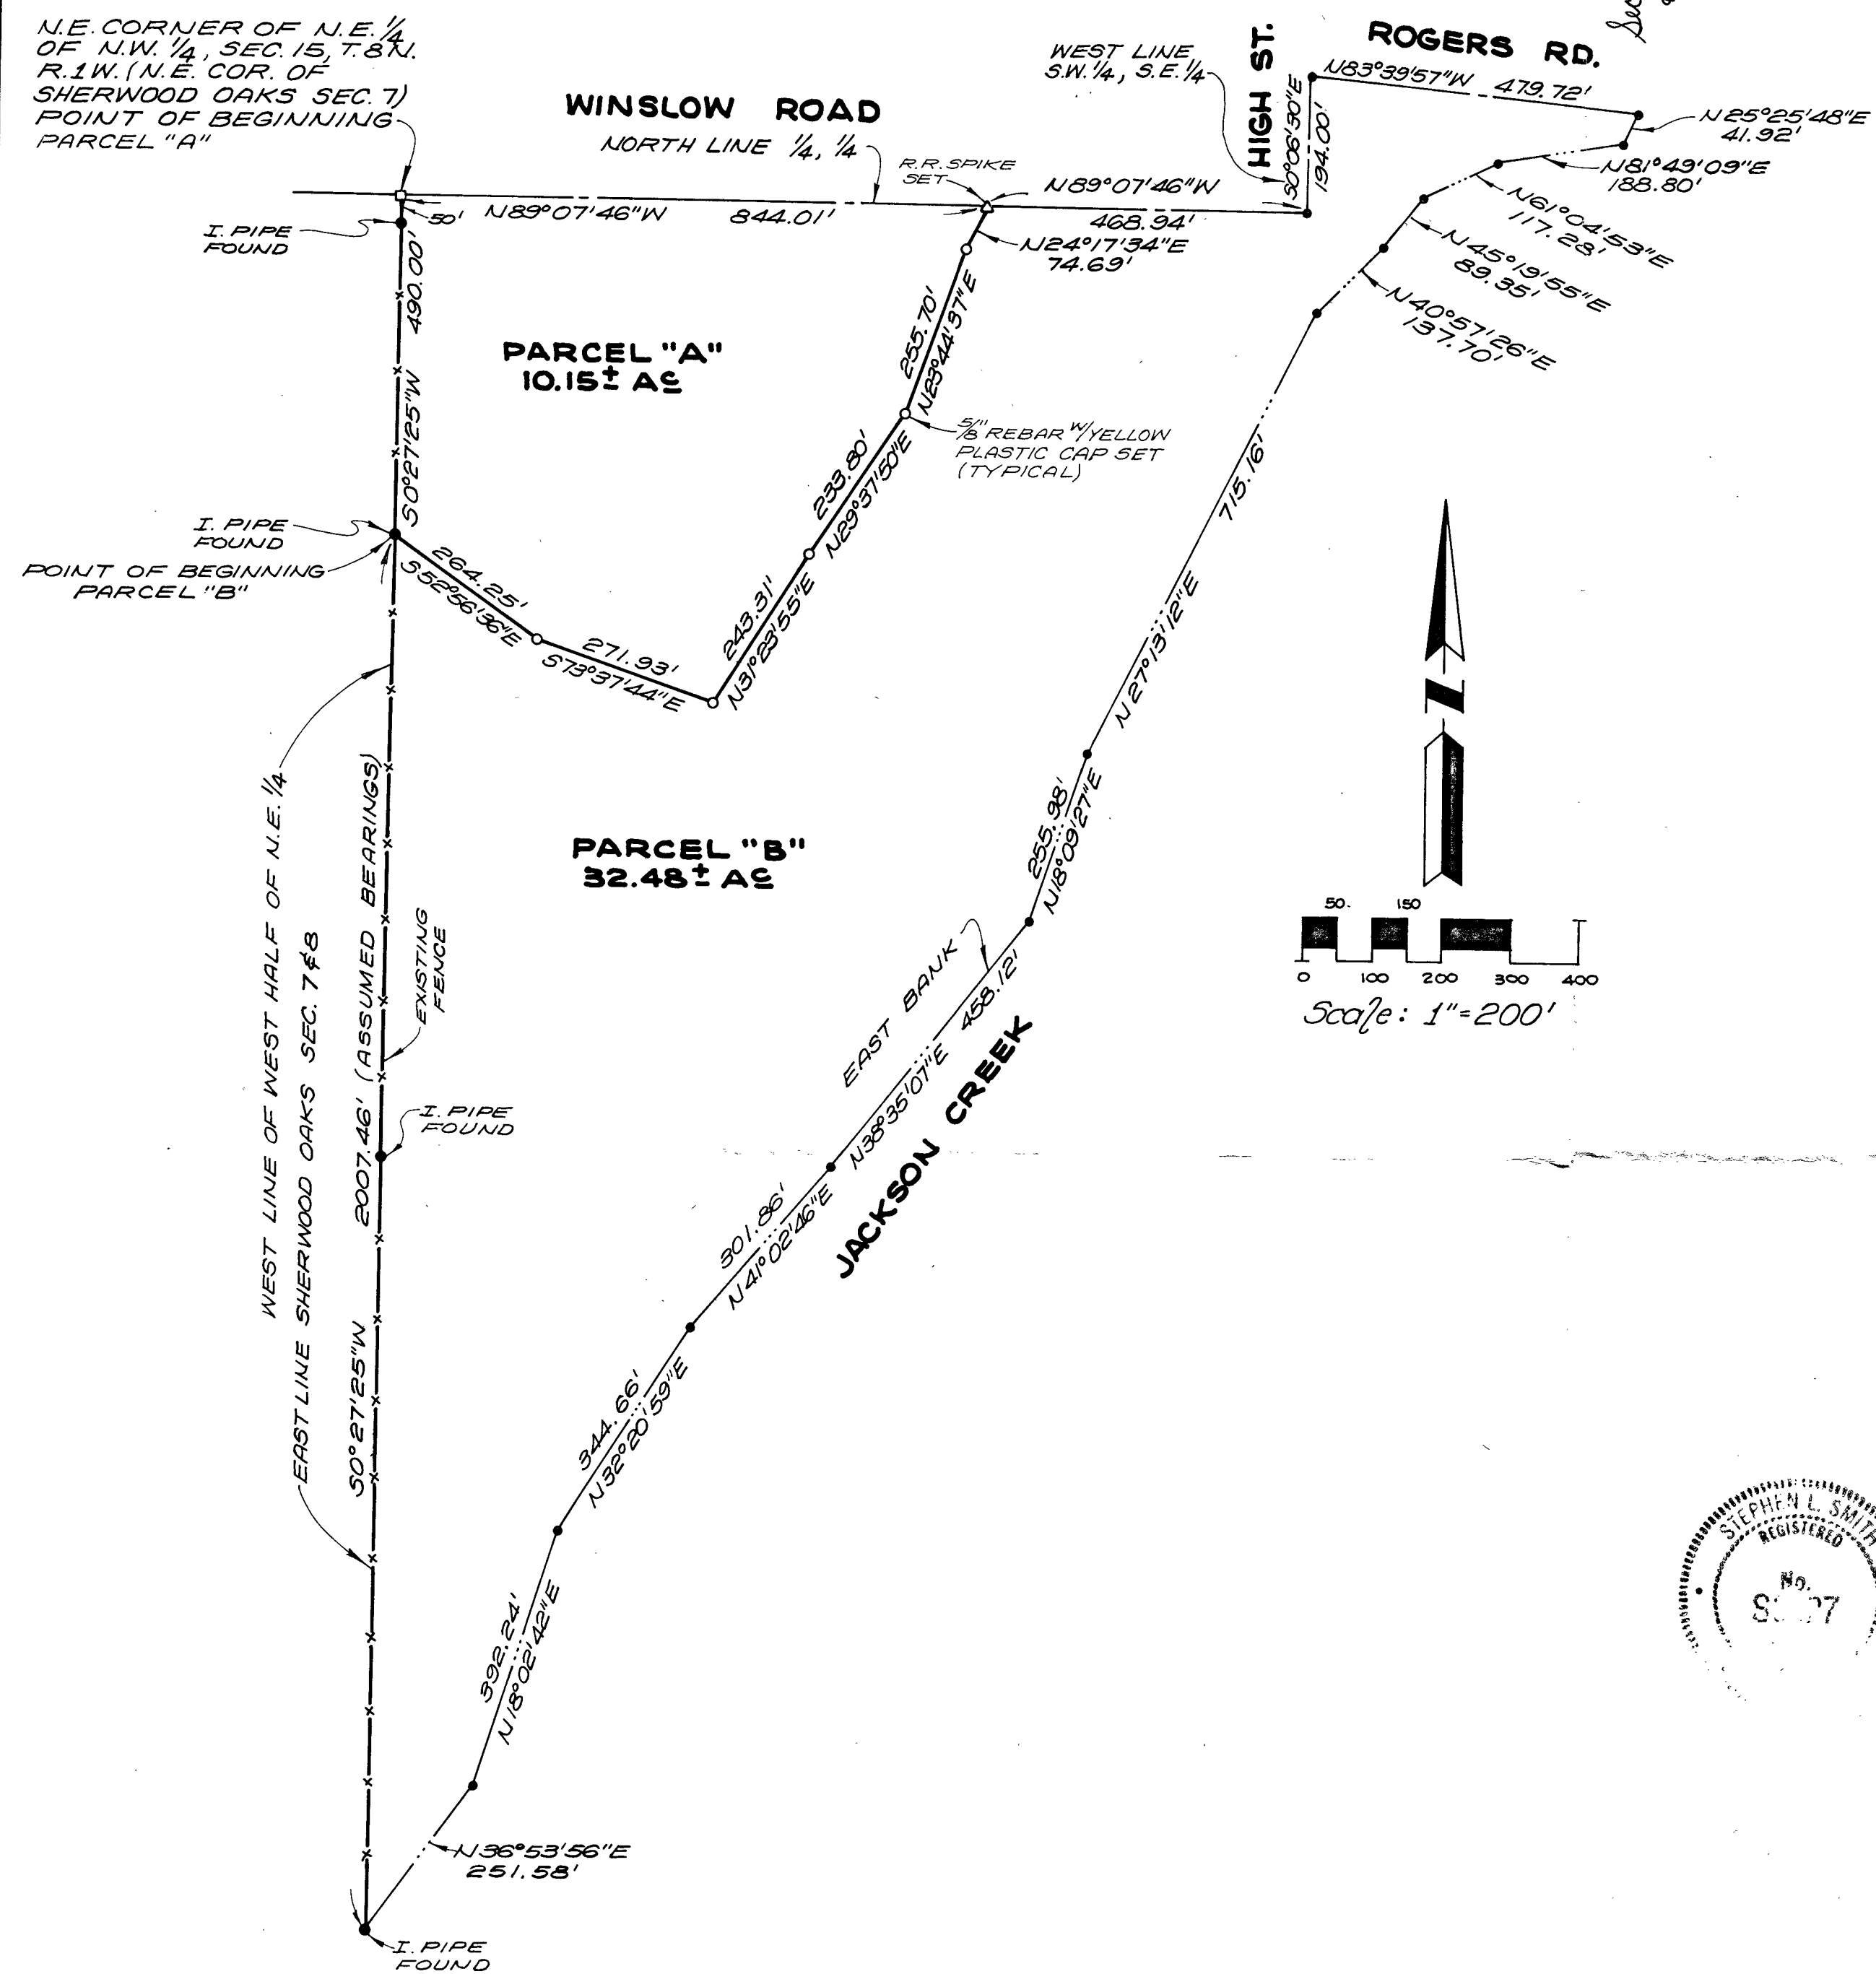 N.E. CORNER OF N.E. 1/4
OF N.W. 1/4, SEC. 15, T. 8 N.
R. 1 W. (N.E. COR. OF
SHERWOOD OAKS SEC. 7)
POINT OF BEGINNING
PARCEL "A"
WINSLOW ROAD
NORTH LINE 1/4, 1/4
R.R. SPIKE
SET
WEST LINE
S.W. 1/4, S.E. 1/4
HIGH ST.
ROGERS RD.
Sec
S0°06'30"E
194.00'
N83°39'57"W 479.72'
N25°25'48"E
41.92'
N81°49'09"E
188.80'
N61°04'53"E
117.28'
N45°19'55"E
89.35'
N40°57'26"E
137.70'
I. PIPE
FOUND
50'
N89°07'46"W 844.01'
N89°07'46"W
468.94'
N24°17'34"E
74.69'
490.00'
S0°27'25"W
PARCEL "A"
10.15± Ac
255.70'
N23°44'37"E
5/8" REBAR W/YELLOW
PLASTIC CAP SET
(TYPICAL)
233.80'
N29°37'50"E
243.31'
N31°23'55"E
I. PIPE
FOUND
POINT OF BEGINNING
PARCEL "B"
264.25'
S52°56'36"E
271.93'
S73°37'44"E
715.16'
N27°13'12"E
N
WEST LINE OF WEST HALF OF N.E. 1/4
EAST LINE SHERWOOD OAKS SEC. 7 & 8
S0°27'25"W 2007.46' (ASSUMED BEARINGS)
EXISTING
FENCE
PARCEL "B"
32.48± Ac
255.98'
N18°09'27"E
50 150
0 100 200 300 400
Scale: 1"=200'
EAST BANK
458.12'
N38°35'07"E
JACKSON CREEK
I. PIPE
FOUND
301.86'
N41°02'46"E
344.66'
N32°20'59"E
392.24'
N18°02'42"E
N36°53'56"E
251.58'
I. PIPE
FOUND
STEPHEN L. SMITH
REGISTERED
No.